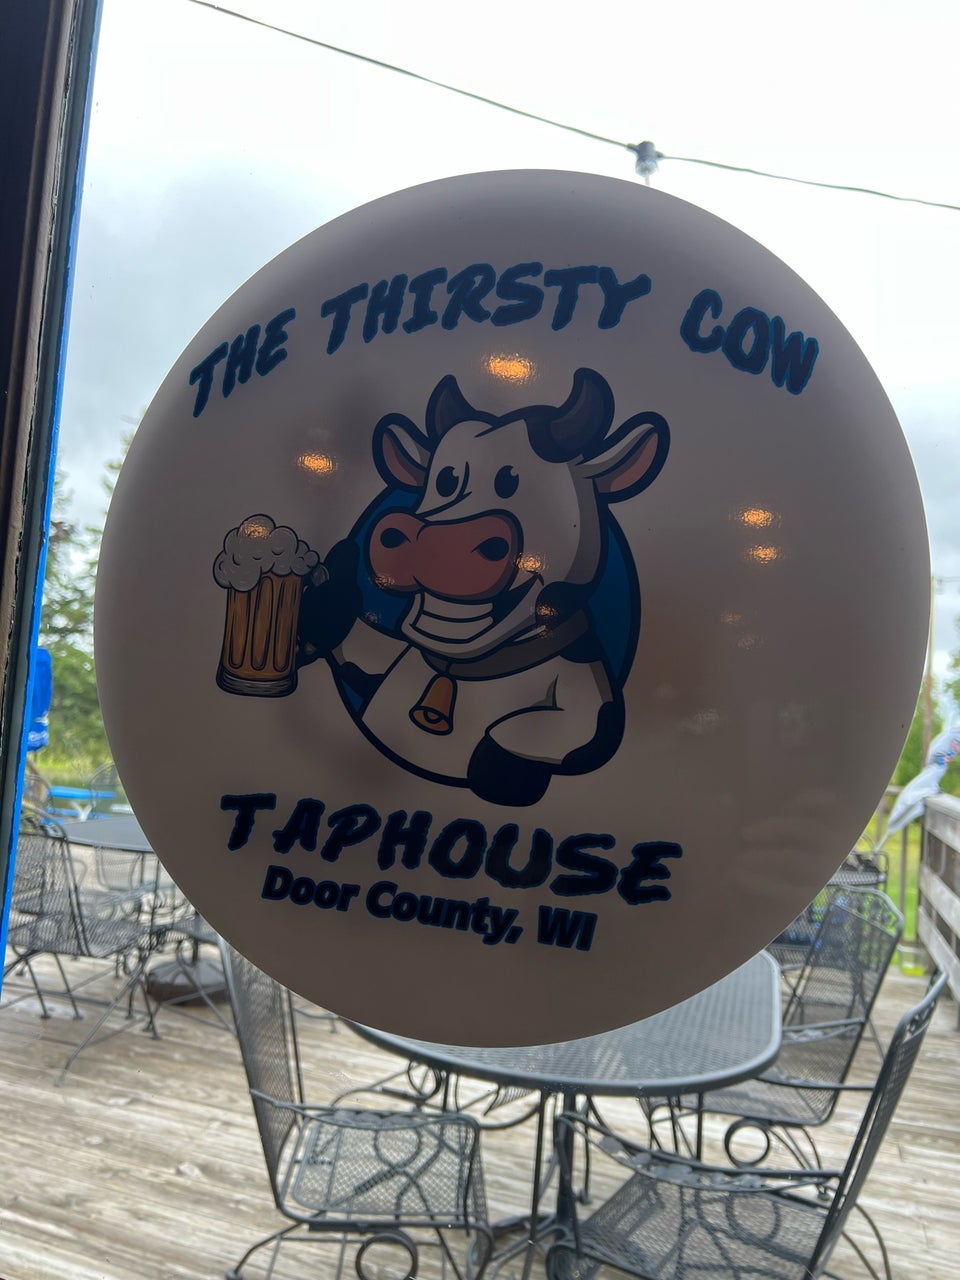 THE THIRSTY COW
TAPHOUSE
Door County, WI